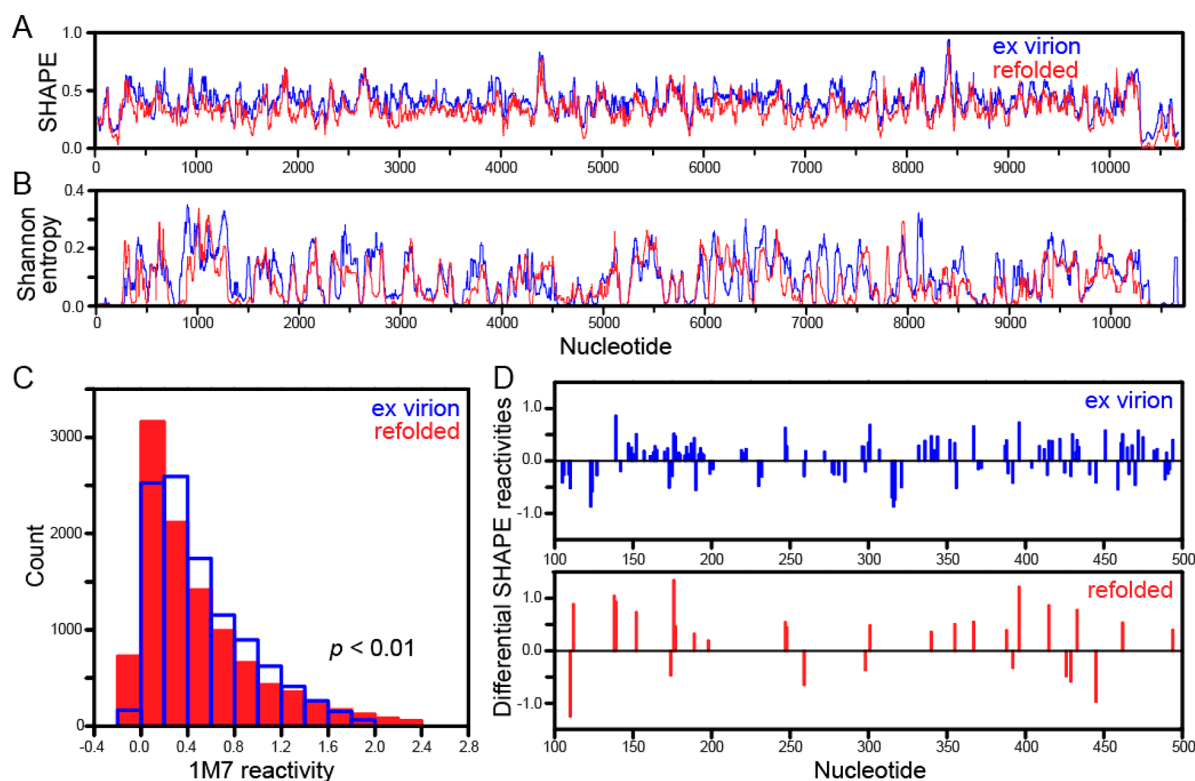 A
SHAPE
1.0
0.5
0.0
ex virion
refolded
0 1000 2000 3000 4000 5000 6000 7000 8000 9000 10000
B
Shannon
entropy
0.4
0.2
0.0
0 1000 2000 3000 4000 5000 6000 7000 8000 9000 10000
Nucleotide
C
Count
3000
2000
1000
0
ex virion
refolded
p < 0.01
-0.4 0.0 0.4 0.8 1.2 1.6 2.0 2.4 2.8
1M7 reactivity
D
Differential SHAPE reactivities
1.0
0.0
-1.0
ex virion
100 150 200 250 300 350 400 450 500
1.0
0.0
-1.0
refolded
100 150 200 250 300 350 400 450 500
Nucleotide